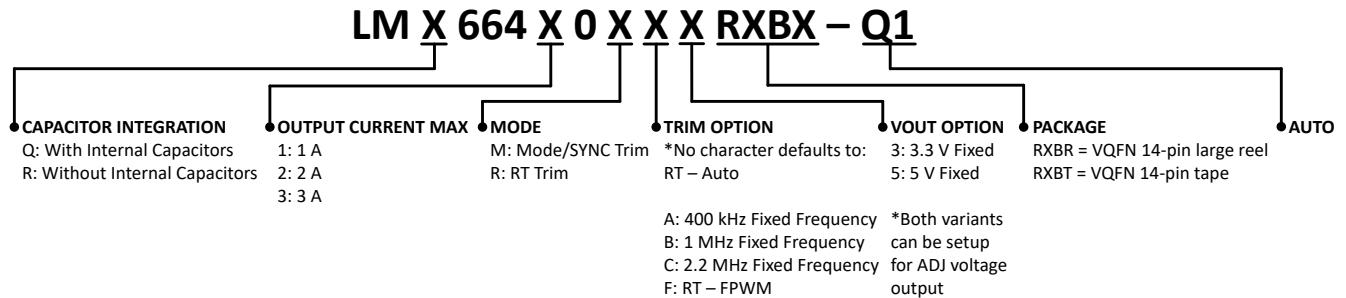 LM X 664 X 0 X X X RXBX – Q1
CAPACITOR INTEGRATION
Q: With Internal Capacitors
R: Without Internal Capacitors
OUTPUT CURRENT MAX
1: 1 A
2: 2 A
3: 3 A
MODE
M: Mode/SYNC Trim
R: RT Trim
TRIM OPTION
*No character defaults to:
RT – Auto
A: 400 kHz Fixed Frequency
B: 1 MHz Fixed Frequency
C: 2.2 MHz Fixed Frequency
F: RT – FPWM
VOUT OPTION
3: 3.3 V Fixed
5: 5 V Fixed
*Both variants
can be setup
for ADJ voltage
output
PACKAGE
RXBR = VQFN 14-pin large reel
RXBT = VQFN 14-pin tape
AUTO